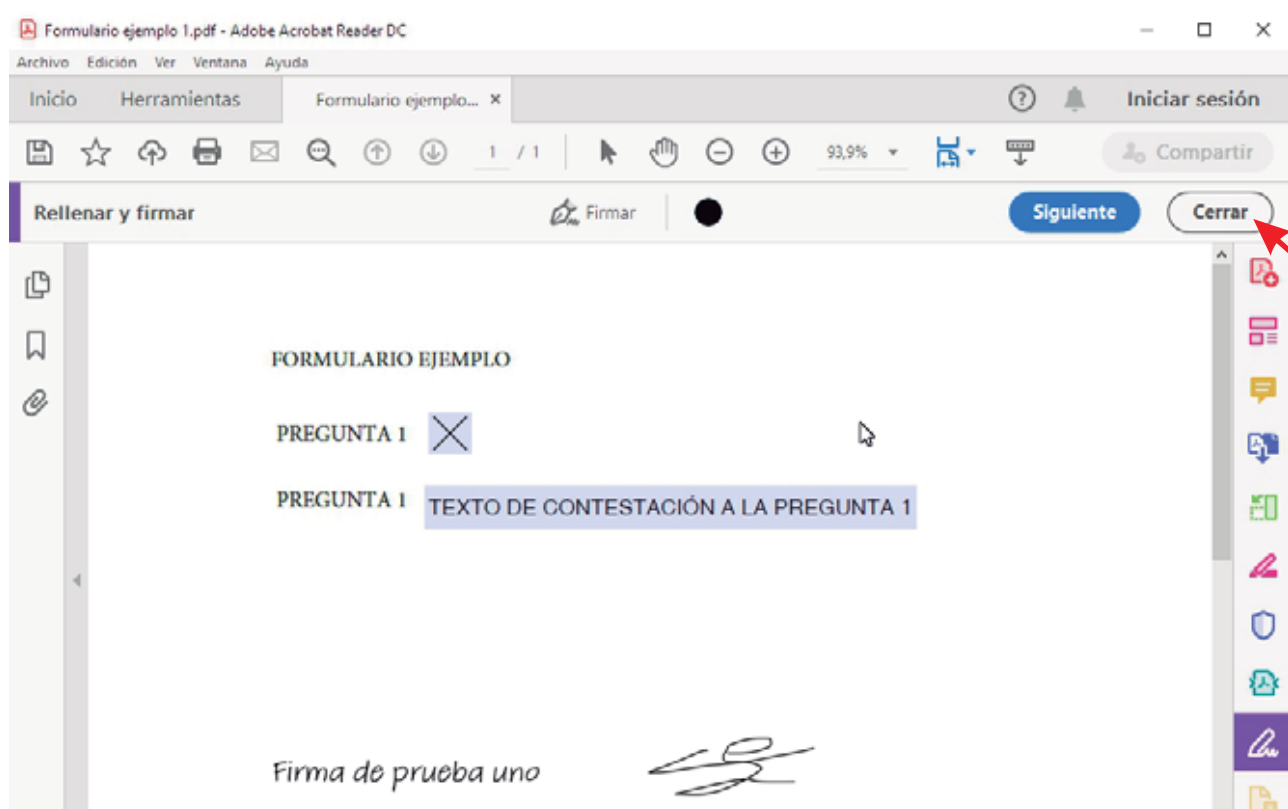 Formulario ejemplo 1.pdf - Adobe Acrobat Reader DC
Archivo Edición Ver Ventana Ayuda
Inicio Herramientas Formulario ejemplo... × Iniciar sesión
1 / 1 93,9% Compartir
Rellenar y firmar Firmar Siguiente Cerrar
FORMULARIO EJEMPLO
PREGUNTA 1
PREGUNTA 1 TEXTO DE CONTESTACIÓN A LA PREGUNTA 1
Firma de prueba uno